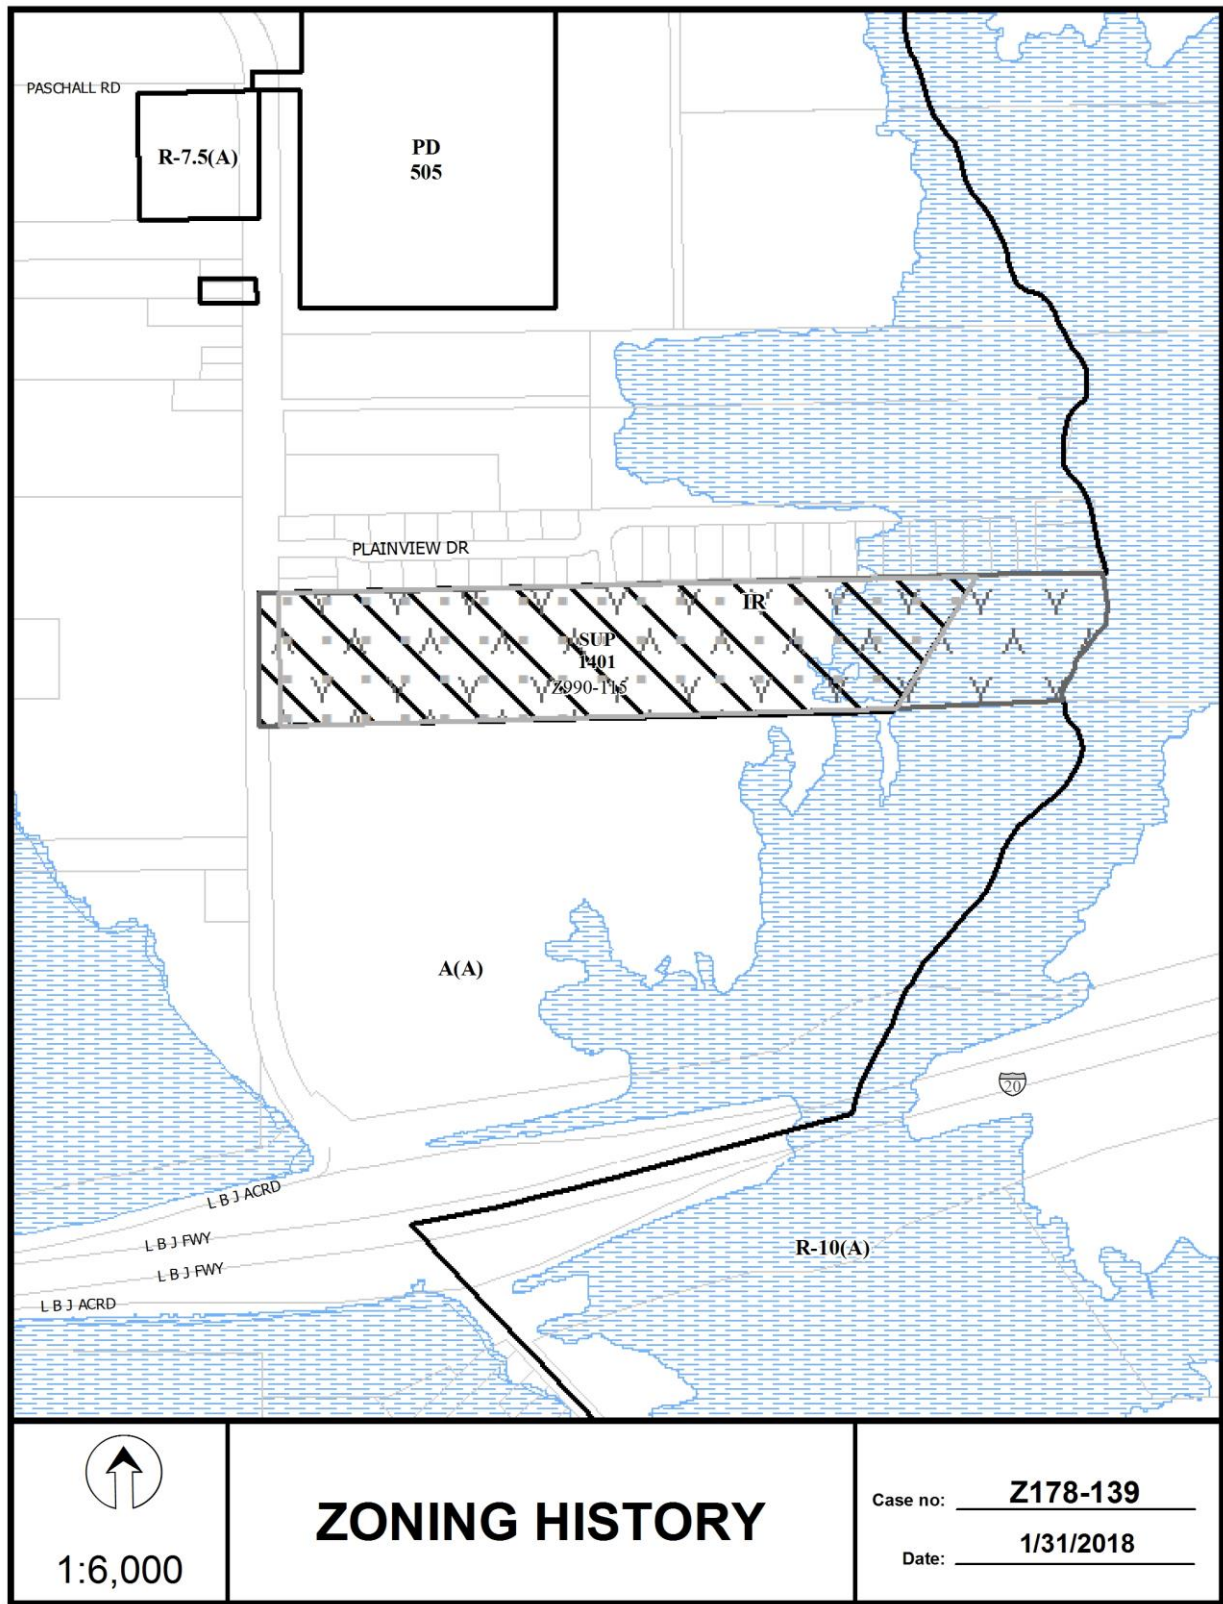 PASCHALL RD
R-7.5(A)
PD
505
PLAINVIEW DR
IR
SUP
1401
Z990-115
A(A)
20
L B J ACRD
L B J FWY
L B J FWY
L B J ACRD
R-10(A)
1:6,000
ZONING HISTORY
Case no: Z178-139
Date: 1/31/2018